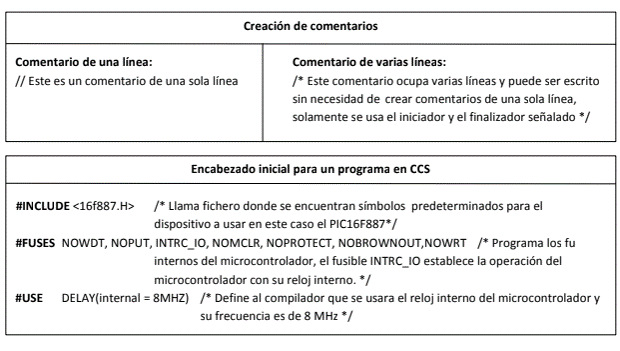 Creación de comentarios
Comentario de una línea:
// Este es un comentario de una sola línea
Comentario de varias líneas:
/* Este comentario ocupa varias líneas y puede ser escrito
sin necesidad de crear comentarios de una sola línea,
solamente se usa el iniciador y el finalizador señalado */
Encabezado inicial para un programa en CCS
#INCLUDE <16f887.H> /* Llama fichero donde se encuentran símbolos predeterminados para el
dispositivo a usar en este caso el PIC16F887*/
#FUSES NOWDT, NOPUT, INTRC_IO, NOMCLR, NOPROTECT, NOBROWNOUT,NOWRT /* Programa los fu
internos del microcontrolador, el fusible INTRC_IO establece la operación del
microcontrolador con su reloj interno. */
#USE DELAY(internal = 8MHZ) /* Define al compilador que se usara el reloj interno del microcontrolador y
su frecuencia es de 8 MHz */